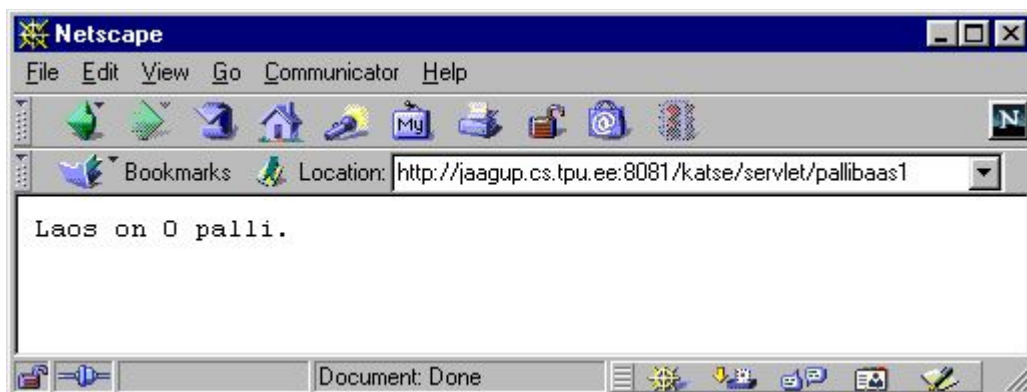 Netscape
File Edit View Go Communicator Help
My N
Bookmarks Location: http://jaagup.cs.tpu.ee:8081/katse/servlet/pallibaas1
Laos on 0 palli.
Document: Done